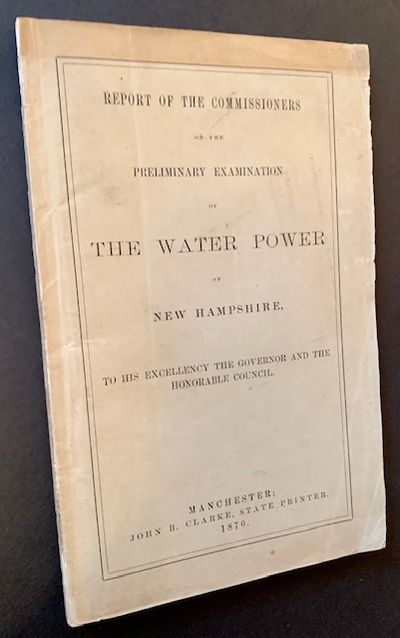 REPORT OF THE COMMISSIONERS
ON THE
PRELIMINARY EXAMINATION
OF
THE WATER POWER
OF
NEW HAMPSHIRE,
TO HIS EXCELLENCY THE GOVERNOR AND THE
HONORABLE COUNCIL.
MANCHESTER:
JOHN B. CLARKE, STATE PRINTER.
1870.